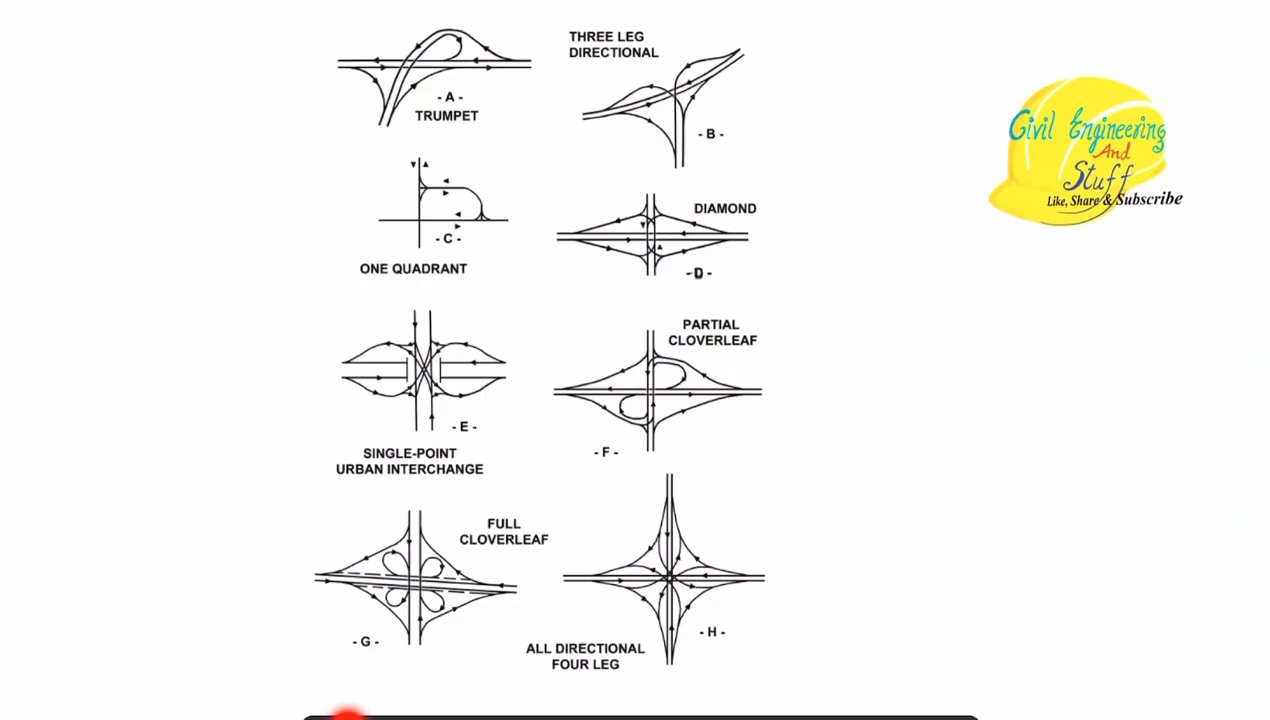 THREE LEG
DIRECTIONAL
- A -
TRUMPET
- B -
Civil Engineering
And
Stuff
Like, Share & Subscribe
- C -
ONE QUADRANT
DIAMOND
- D -
PARTIAL
CLOVERLEAF
- E -
SINGLE-POINT
URBAN INTERCHANGE
- F -
FULL
CLOVERLEAF
- G -
- H -
ALL DIRECTIONAL
FOUR LEG